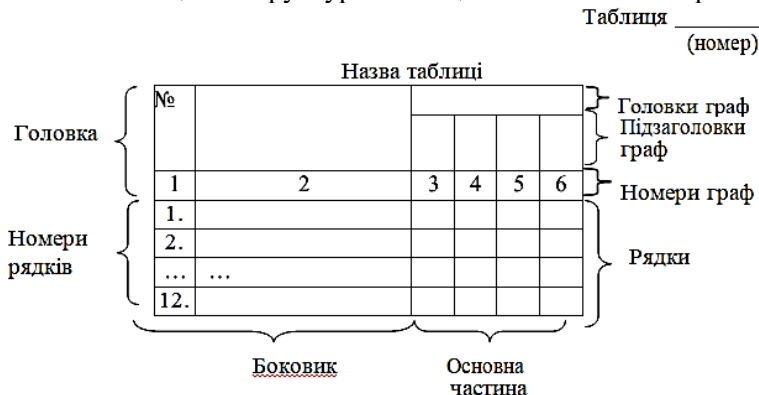 Таблиця ________
(номер)
Назва таблиці
№
Головки граф
Підзаголовки
граф
Головка
1 2 3 4 5 6
Номери граф
1.
Номери
рядків
2.
Рядки
... ...
12.
Боковик
Основна
частина